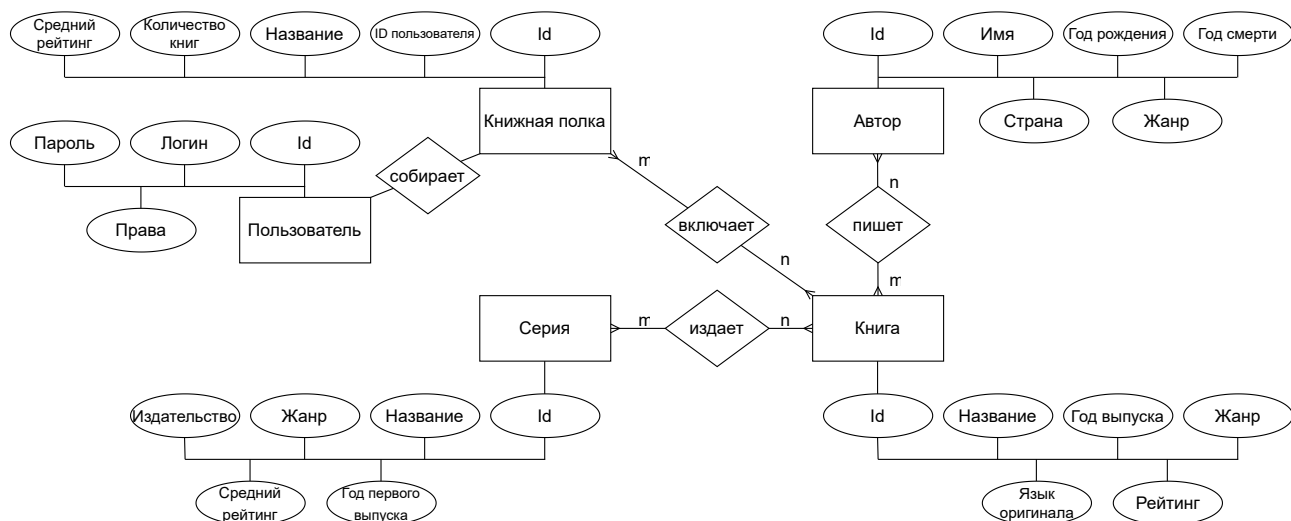 Средний
рейтинг
Количество
книг
Название
ID пользователя
Id
Id
Имя
Год рождения
Год смерти
Книжная полка
Автор
Страна
Жанр
Пароль
Логин
Id
собирает
m
n
Права
Пользователь
включает
пишет
n
m
Серия
m
издает
n
Книга
Издательство
Жанр
Название
Id
Id
Название
Год выпуска
Жанр
Средний
рейтинг
Год первого
выпуска
Язык
оригинала
Рейтинг